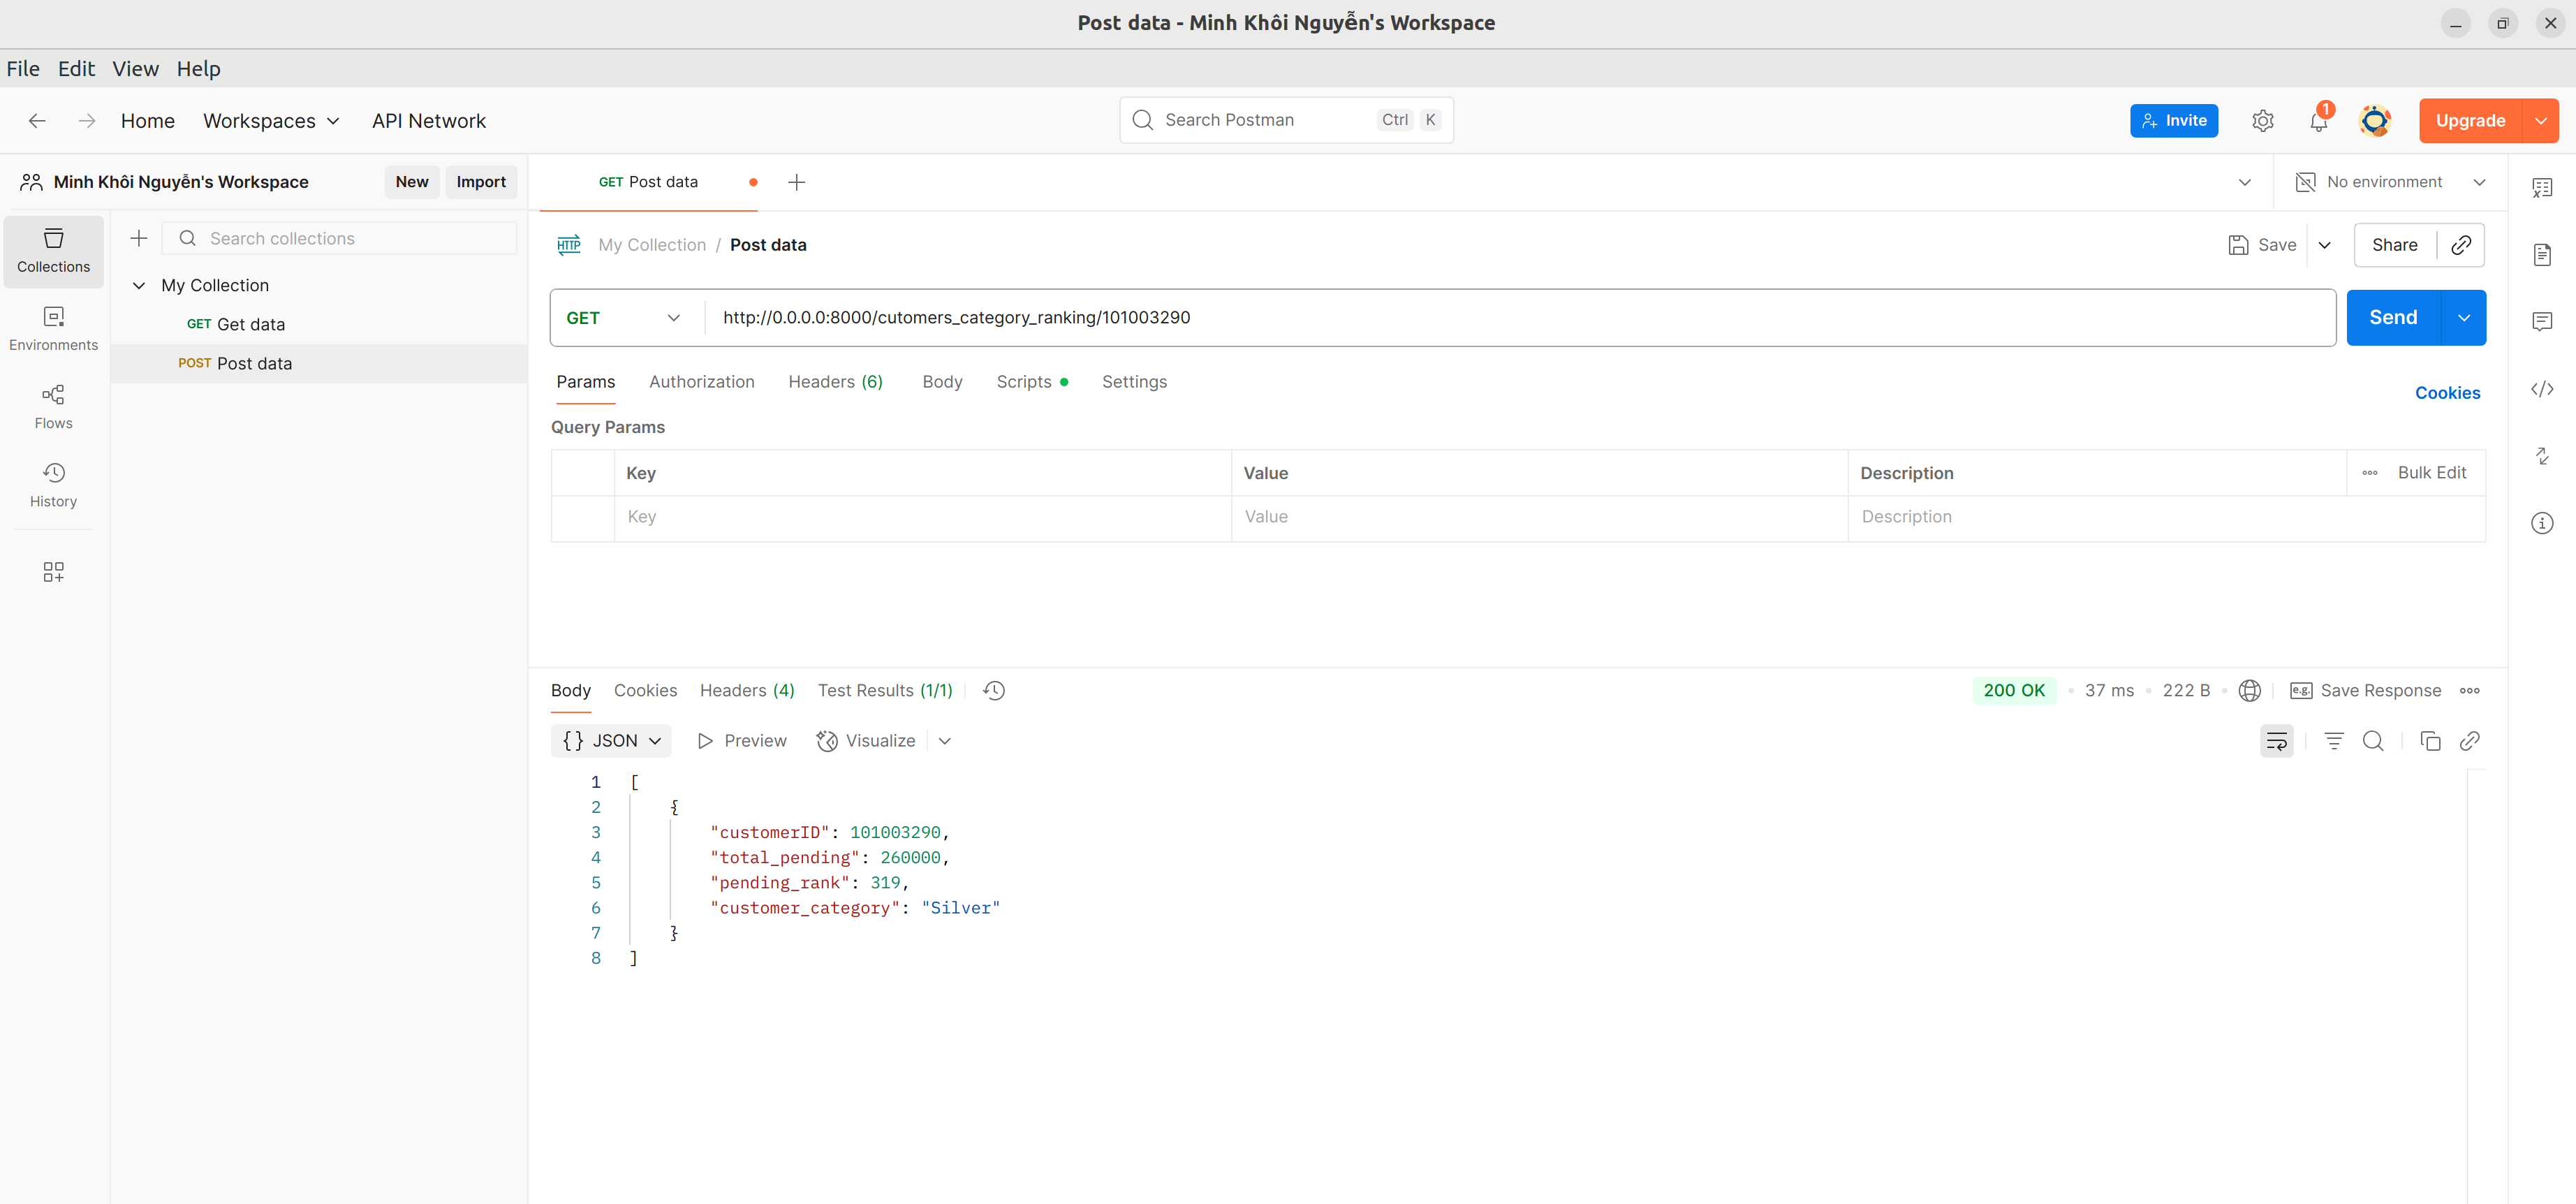 Post data - Minh Khôi Nguyễn's Workspace
File Edit View Help
Home Workspaces API Network
Search Postman Ctrl K
Invite
1
Upgrade
Minh Khôi Nguyễn's Workspace New Import
GET Post data
No environment
Collections
Search collections
HTTP My Collection / Post data
Save Share
My Collection
GET Get data
POST Post data
Environments
Flows
History
GET http://0.0.0.0:8000/cutomers_category_ranking/101003290 Send
Params Authorization Headers (6) Body Scripts Settings
Cookies
Query Params
Key Value Description Bulk Edit
Key Value Description
Body Cookies Headers (4) Test Results (1/1)
200 OK 37 ms 222 B e.g. Save Response
{} JSON Preview Visualize
1 [
2 {
3 "customerID": 101003290,
4 "total_pending": 260000,
5 "pending_rank": 319,
6 "customer_category": "Silver"
7 }
8 ]